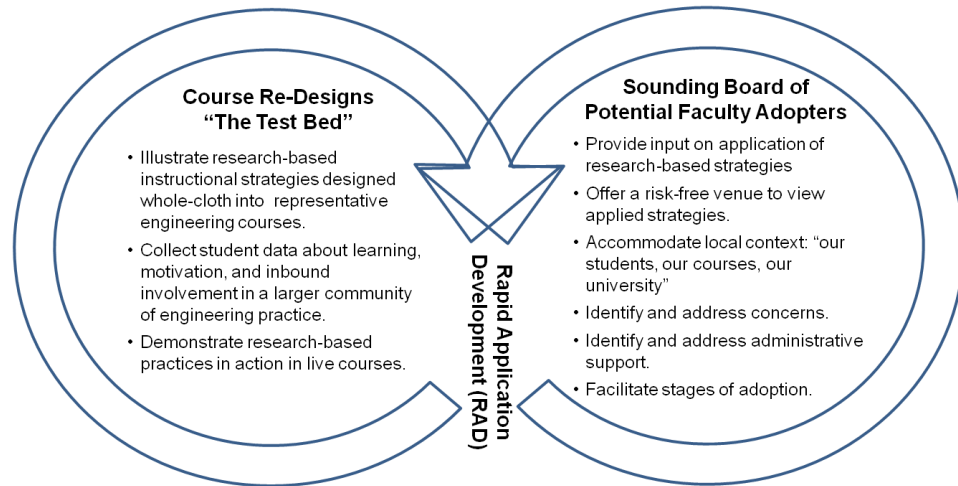 Course Re-Designs
“The Test Bed”
• Illustrate research-based
instructional strategies designed
whole-cloth into representative
engineering courses.
• Collect student data about learning,
motivation, and inbound
involvement in a larger community
of engineering practice.
• Demonstrate research-based
practices in action in live courses.
Rapid Application
Development (RAD)
Sounding Board of
Potential Faculty Adopters
• Provide input on application of
research-based strategies
• Offer a risk-free venue to view
applied strategies.
• Accommodate local context: “our
students, our courses, our
university”
• Identify and address concerns.
• Identify and address administrative
support.
• Facilitate stages of adoption.